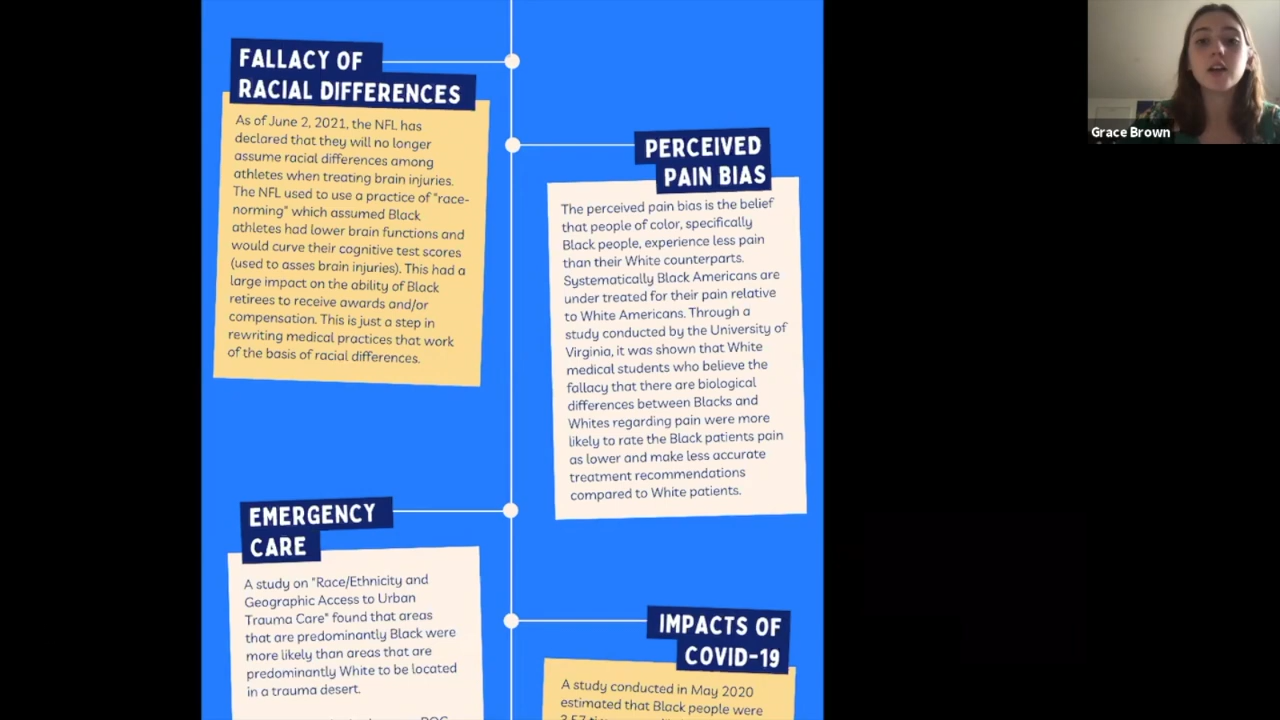 FALLACY OF
RACIAL DIFFERENCES
As of June 2, 2021, the NFL has
declared that they will no longer
assume racial differences among
athletes when treating brain injuries.
The NFL used to use a practice of "race-
norming" which assumed Black
athletes had lower brain functions and
would curve their cognitive test scores
(used to asses brain injuries). This had a
large impact on the ability of Black
retirees to receive awards and/or
compensation. This is just a step in
rewriting medical practices that work
of the basis of racial differences.
PERCEIVED
PAIN BIAS
The perceived pain bias is the belief
that people of color, specifically
Black people, experience less pain
than their White counterparts.
Systematically Black Americans are
under treated for their pain relative
to White Americans. Through a
study conducted by the University of
Virginia, it was shown that White
medical students who believe the
fallacy that there are biological
differences between Blacks and
Whites regarding pain were more
likely to rate the Black patients pain
as lower and make less accurate
treatment recommendations
compared to White patients.
EMERGENCY
CARE
A study on "Race/Ethnicity and
Geographic Access to Urban
Trauma Care" found that areas
that are predominantly Black were
more likely than areas that are
predominantly White to be located
in a trauma desert.
POC
IMPACTS OF
COVID-19
A study conducted in May 2020
estimated that Black people were
3.57
Grace Brown